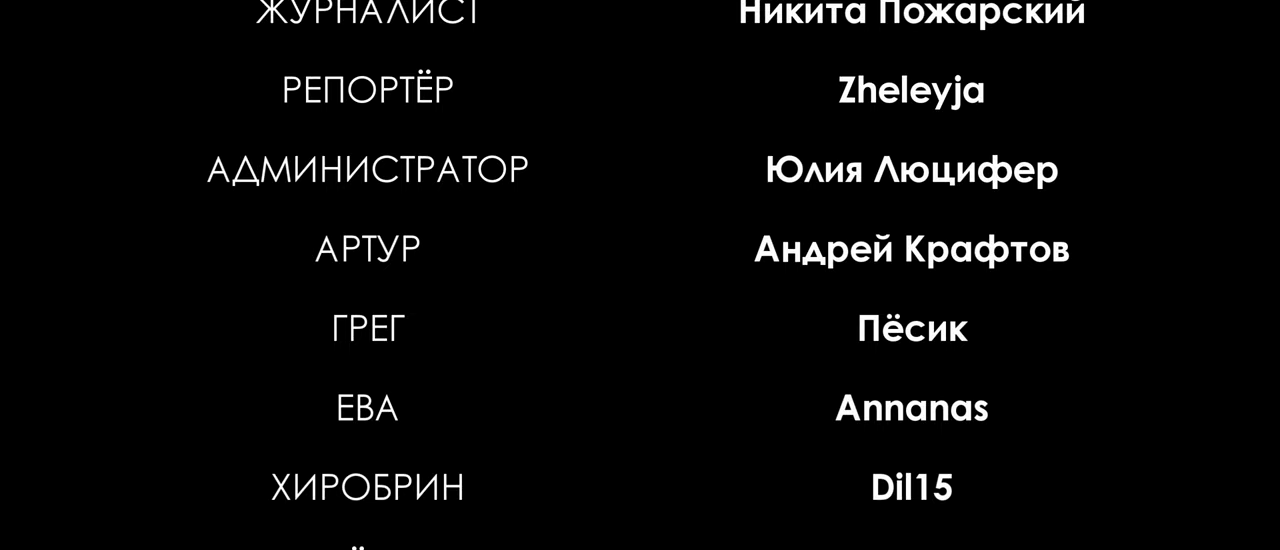 ЖУРНАЛИСТ Никита Пожарский
РЕПОРТЁР Zheleyja
АДМИНИСТРАТОР Юлия Люцифер
АРТУР Андрей Крафтов
ГРЕГ Пёсик
ЕВА Annanas
ХИРОБРИН Dil15